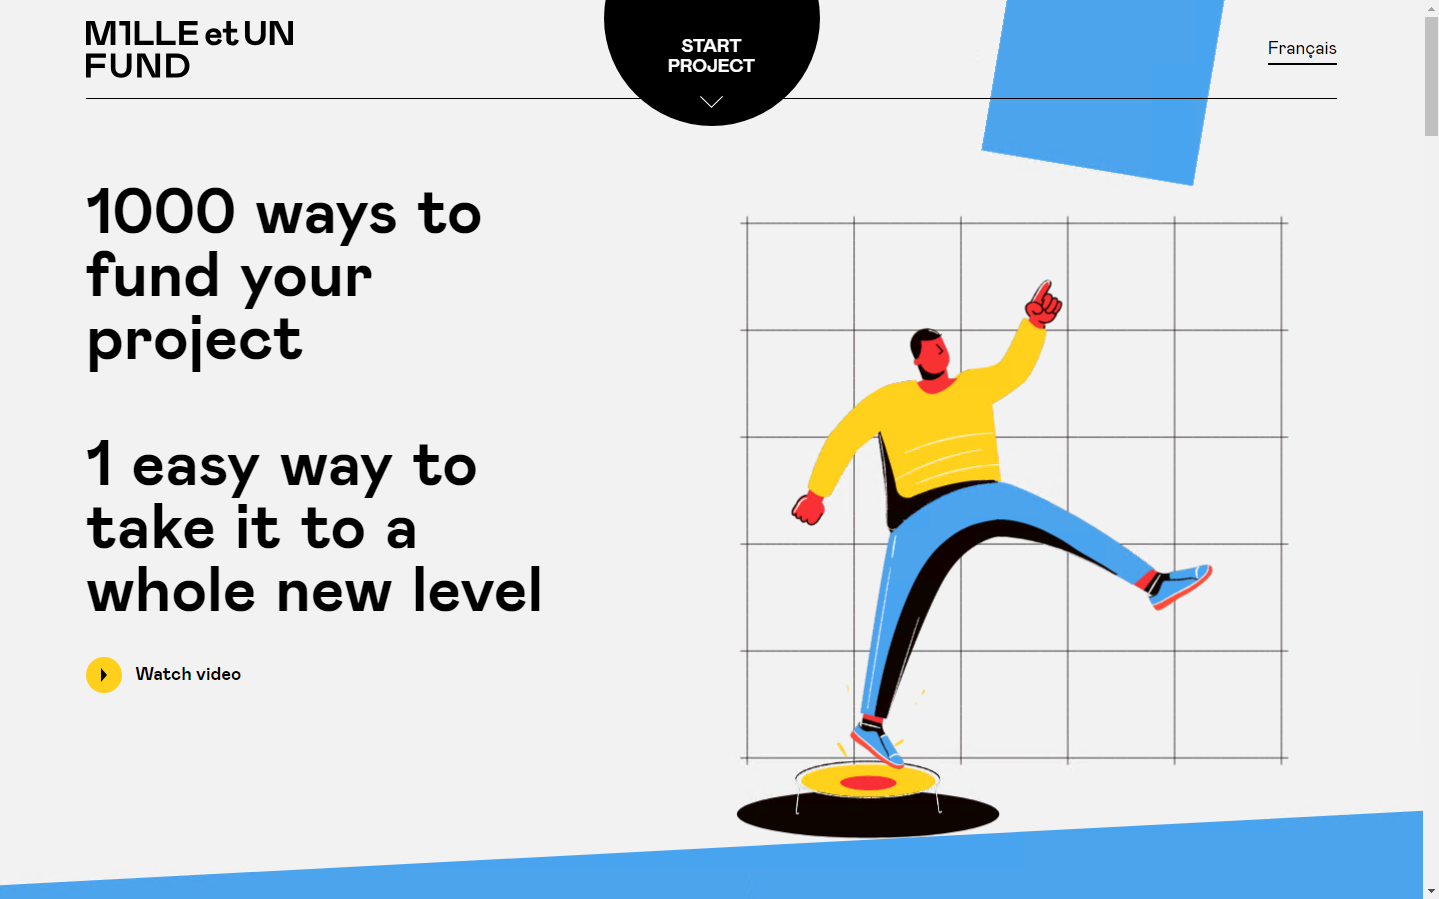 M1LLE et UN
FUND
START
PROJECT
Français
1000 ways to
fund your
project
1 easy way to
take it to a
whole new level
Watch video